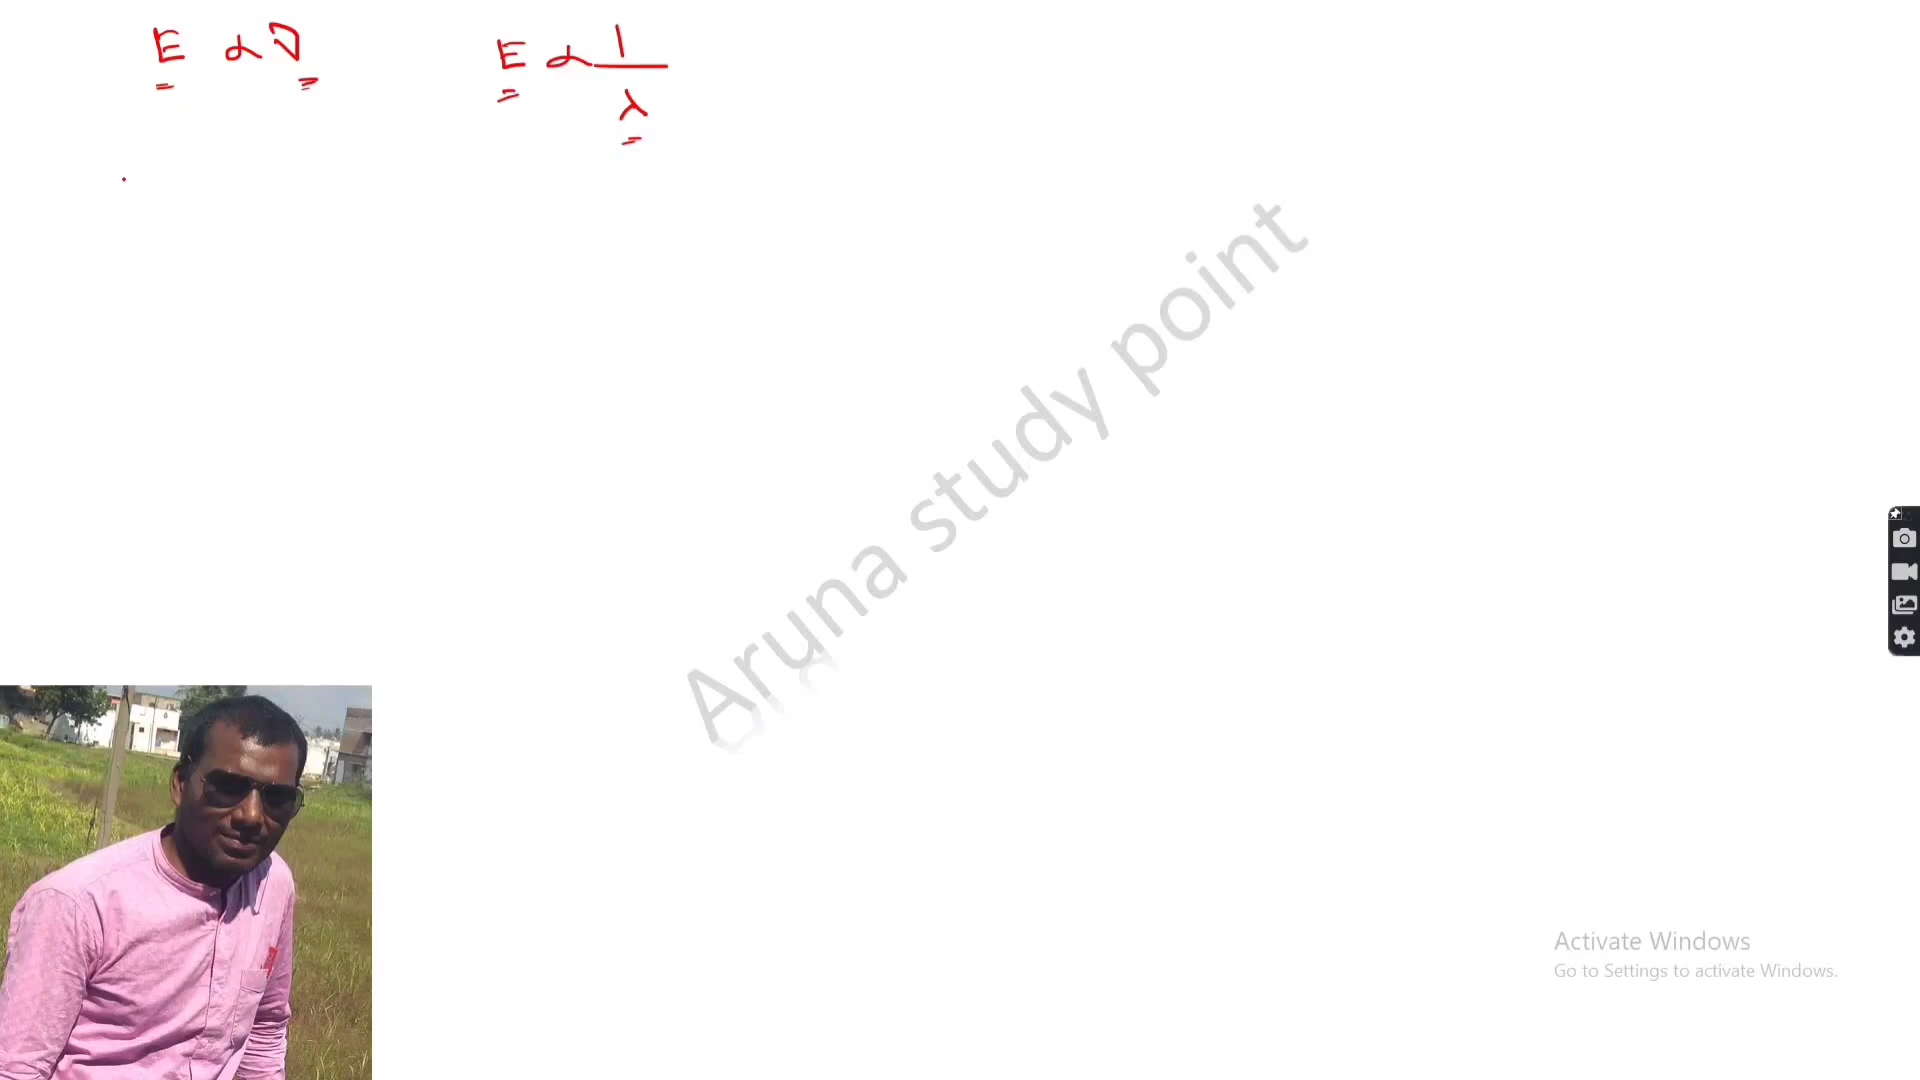 E α ν̅ E α 1/λ
Aruna study point
Activate Windows
Go to Settings to activate Windows.